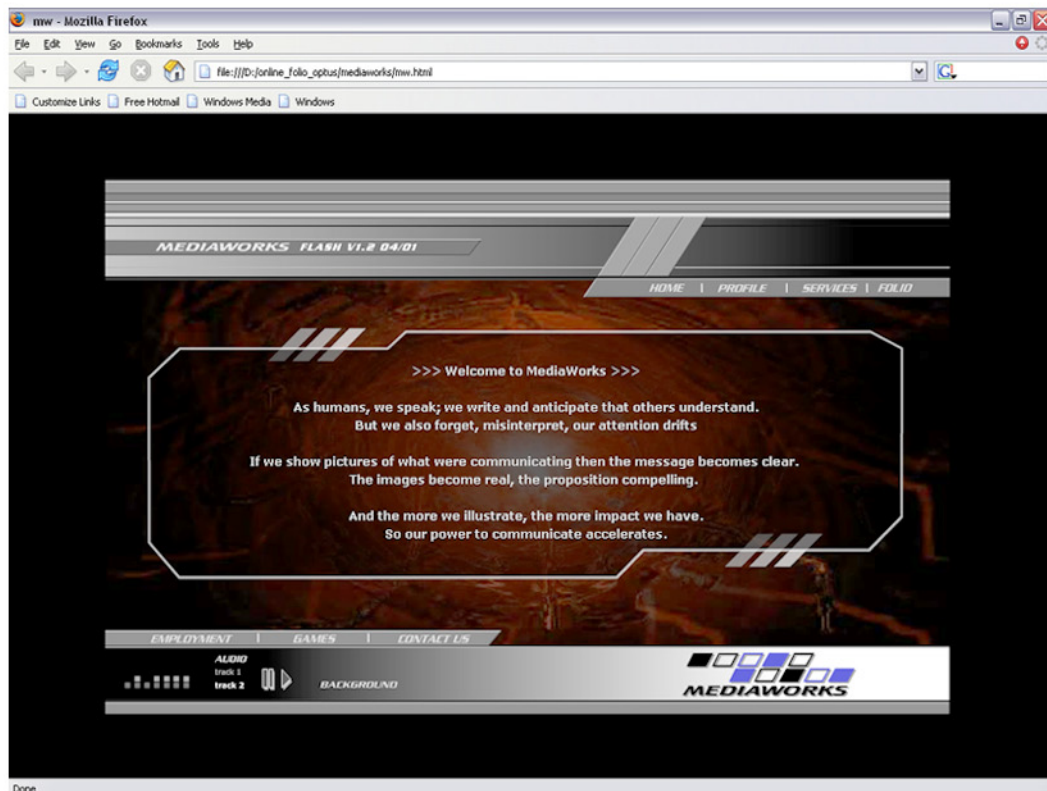 mw - Mozilla Firefox
File Edit View Go Bookmarks Tools Help
file:///D:/online_folio_optus/mediaworks/mw.html
G
Customize Links Free Hotmail Windows Media Windows
MEDIAWORKS FLASH V1.2 04/01
HOME | PROFILE | SERVICES | FOLIO
>>> Welcome to MediaWorks >>>
As humans, we speak; we write and anticipate that others understand.
But we also forget, misinterpret, our attention drifts
If we show pictures of what were communicating then the message becomes clear.
The images become real, the proposition compelling.
And the more we illustrate, the more impact we have.
So our power to communicate accelerates.
EMPLOYMENT | GAMES | CONTACT US
AUDIO
track 1
track 2
BACKGROUND
MEDIAWORKS
Done